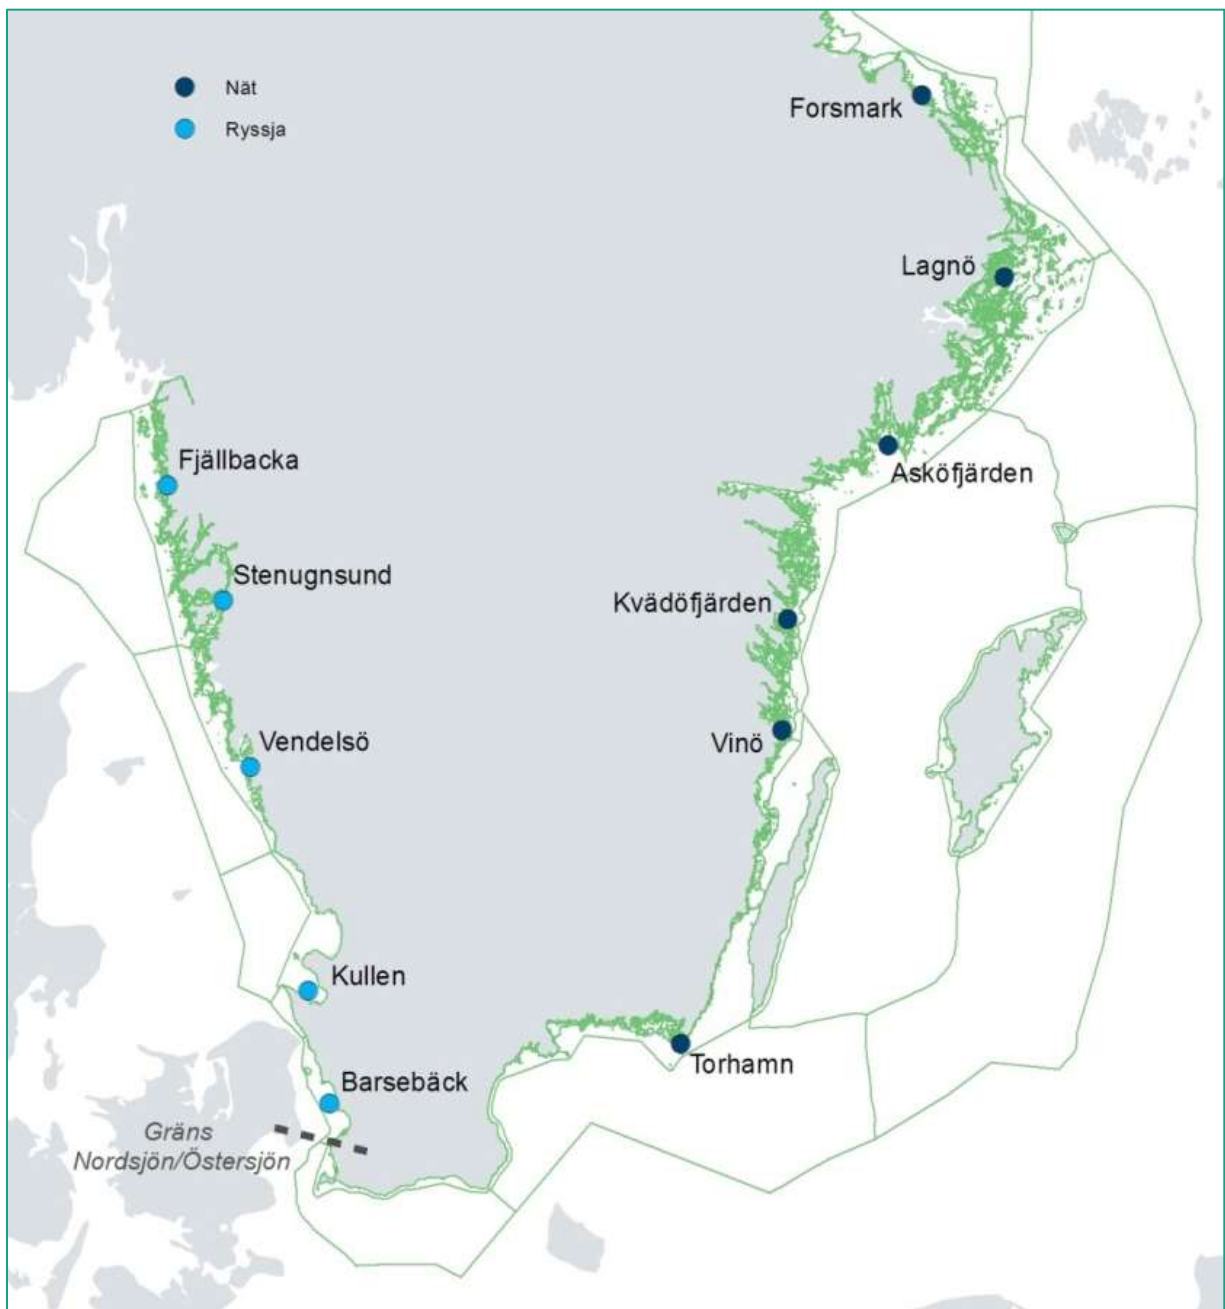 Nät
Ryssja
Forsmark
Lagnö
Fjällbacka
Asköfjärden
Stenugnsund
Kvädöfjärden
Vinö
Vendelsö
Kullen
Torhamn
Barsebäck
Gräns
Nordsjön/Östersjön